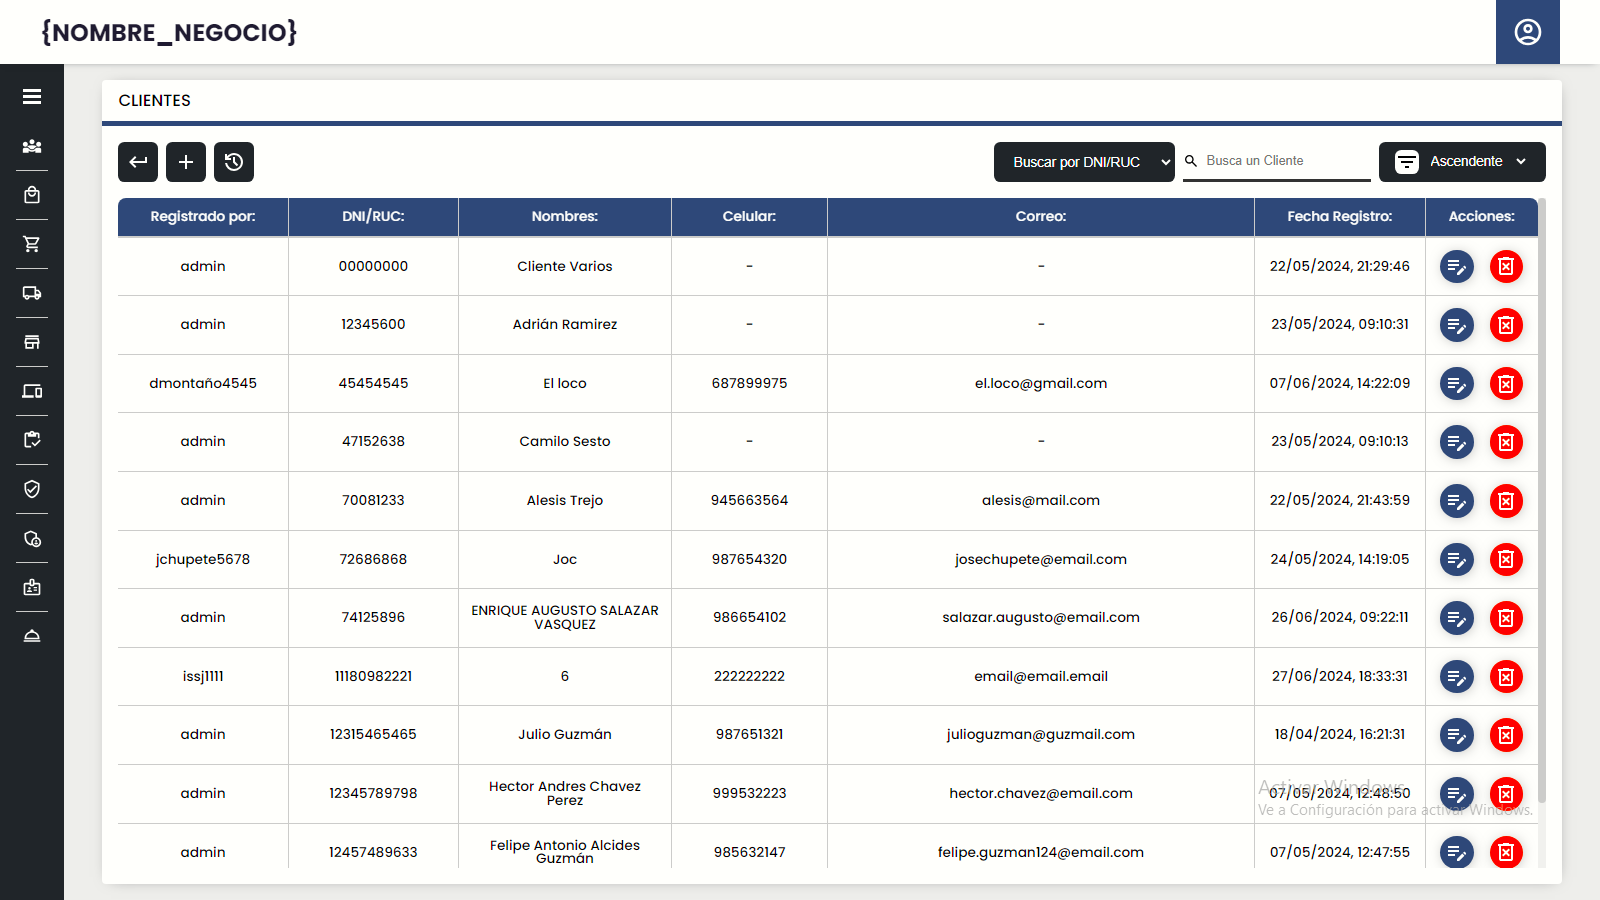 {NOMBRE_NEGOCIO}
CLIENTES
Buscar por DNI/RUC Busca un Cliente Ascendente
Registrado por: DNI/RUC: Nombres: Celular: Correo: Fecha Registro: Acciones:
admin 00000000 Cliente Varios - - 22/05/2024, 21:29:46
admin 12345600 Adrián Ramirez - - 23/05/2024, 09:10:31
dmontaño4545 45454545 El loco 687899975 el.loco@gmail.com 07/06/2024, 14:22:09
admin 47152638 Camilo Sesto - - 23/05/2024, 09:10:13
admin 70081233 Alesis Trejo 945663564 alesis@mail.com 22/05/2024, 21:43:59
jchupete5678 72686868 Joc 987654320 josechupete@email.com 24/05/2024, 14:19:05
admin 74125896 ENRIQUE AUGUSTO SALAZAR VASQUEZ 986654102 salazar.augusto@email.com 26/06/2024, 09:22:11
issj1111 11180982221 6 222222222 email@email.email 27/06/2024, 18:33:31
admin 12315465465 Julio Guzmán 987651321 julioguzman@guzmail.com 18/04/2024, 16:21:31
admin 12345789798 Hector Andres Chavez Perez 999532223 hector.chavez@email.com 07/05/2024, 12:48:50
admin 12457489633 Felipe Antonio Alcides Guzmán 985632147 felipe.guzman124@email.com 07/05/2024, 12:47:55
Activar Windows
Ve a Configuración para activar Windows.